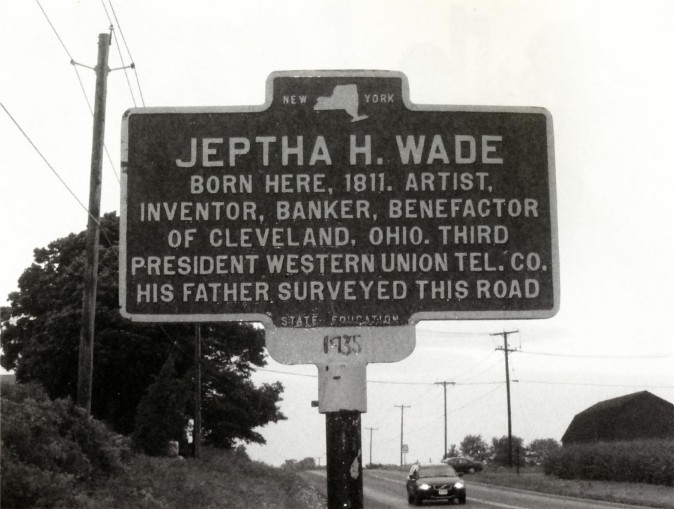 NEW YORK
JEPTHA H. WADE
BORN HERE, 1811. ARTIST,
INVENTOR, BANKER, BENEFACTOR
OF CLEVELAND, OHIO. THIRD
PRESIDENT WESTERN UNION TEL. CO.
HIS FATHER SURVEYED THIS ROAD
STATE EDUCATION
1935